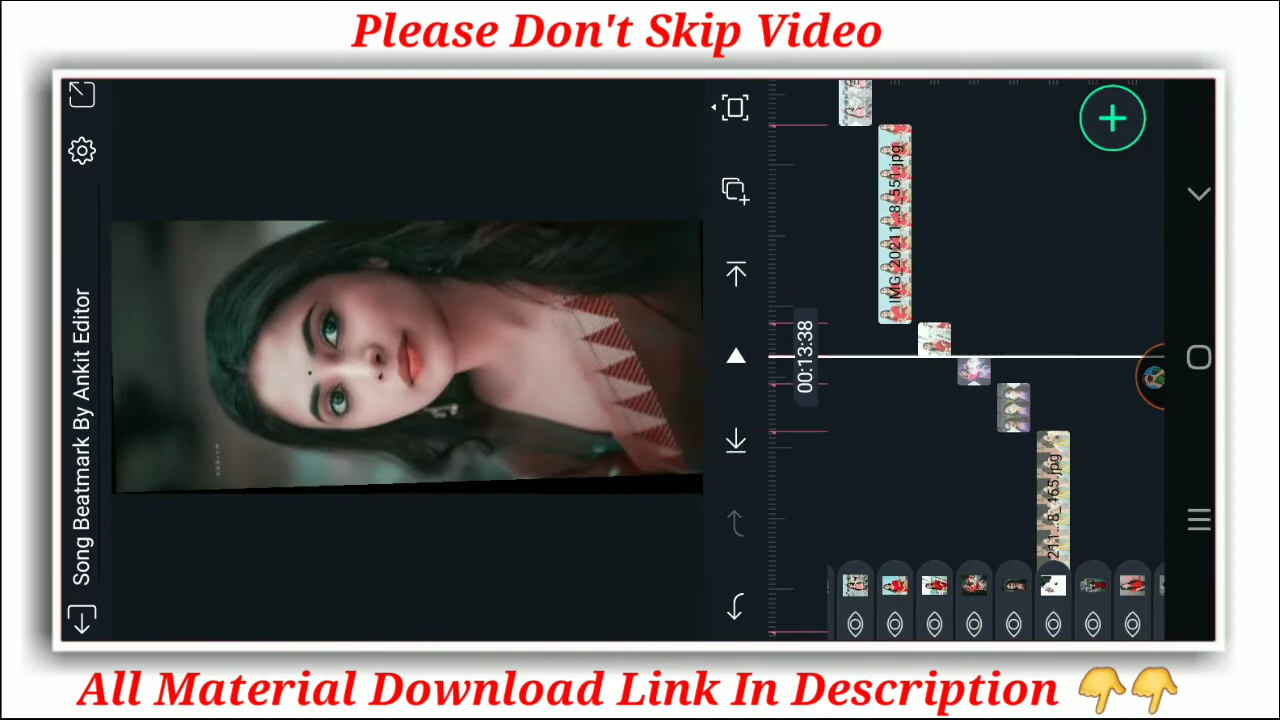 Please Don't Skip Video
Song Beatmark By Ankit Editor
00:13:38
All Material Download Link In Description 👇👇